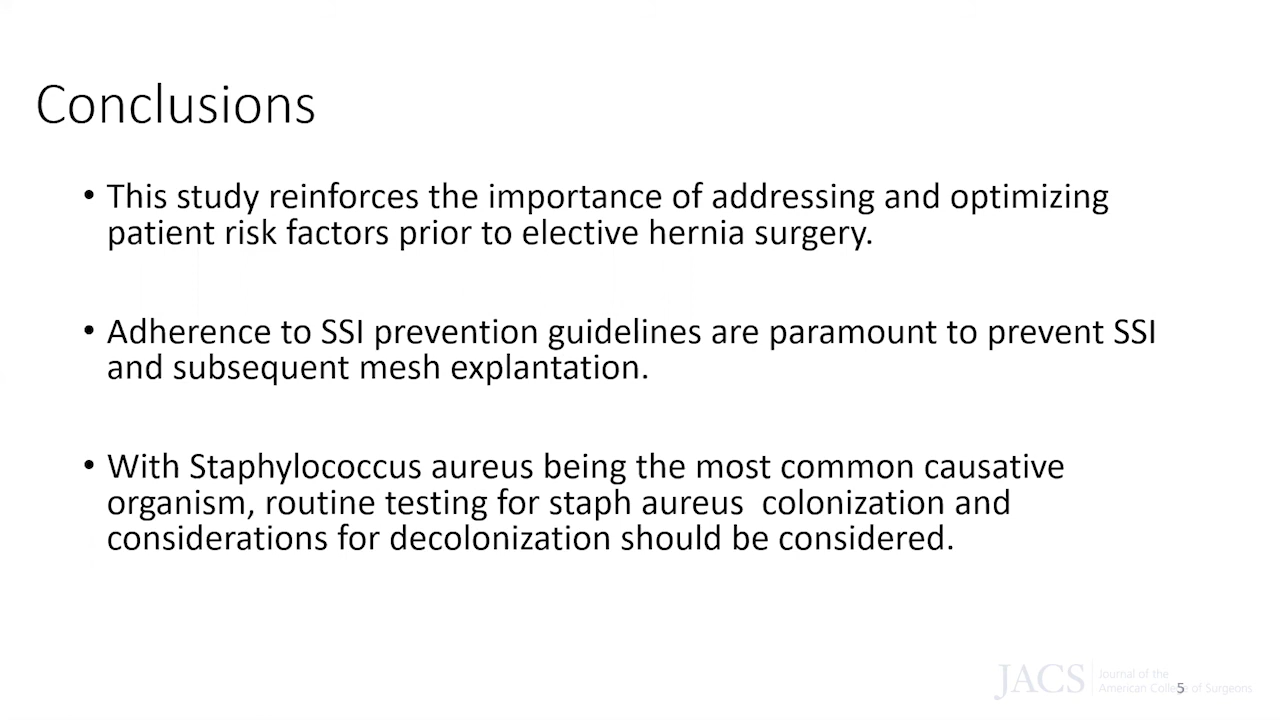 Conclusions
• This study reinforces the importance of addressing and optimizing
patient risk factors prior to elective hernia surgery.
• Adherence to SSI prevention guidelines are paramount to prevent SSI
and subsequent mesh explantation.
• With Staphylococcus aureus being the most common causative
organism, routine testing for staph aureus  colonization and
considerations for decolonization should be considered.
JACS
Journal of the
American College of Surgeons
5